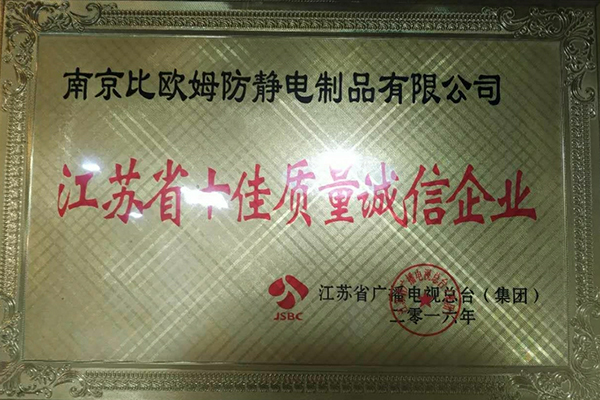 南京比欧姆防静电制品有限公司
江苏省十佳质量诚信企业
JSBC
江苏省广播电视总台（集团）
二零一六年